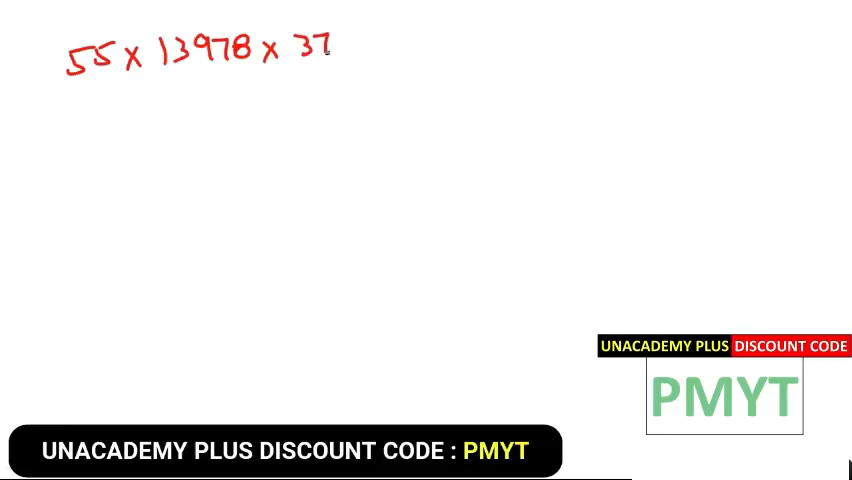 55 x 13978 x 37
UNACADEMY PLUS DISCOUNT CODE
PMYT
UNACADEMY PLUS DISCOUNT CODE : PMYT